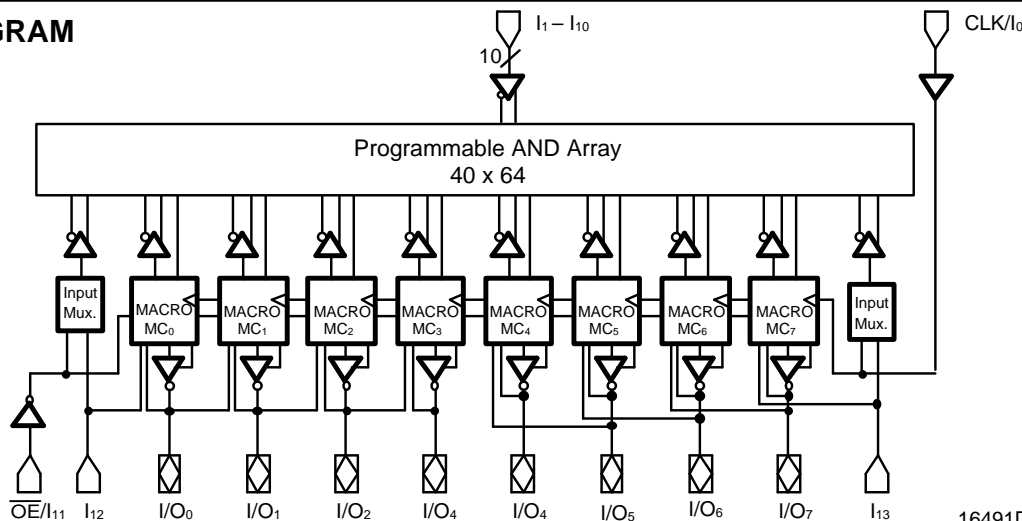 GRAM
I₁ – I₁₀
CLK/I₀
10
Programmable AND Array
40 x 64
Input
Mux.
MACRO
MC₀
MACRO
MC₁
MACRO
MC₂
MACRO
MC₃
MACRO
MC₄
MACRO
MC₅
MACRO
MC₆
MACRO
MC₇
Input
Mux.
O̅E̅/I₁₁
I₁₂
I/O₀
I/O₁
I/O₂
I/O₄
I/O₄
I/O₅
I/O₆
I/O₇
I₁₃